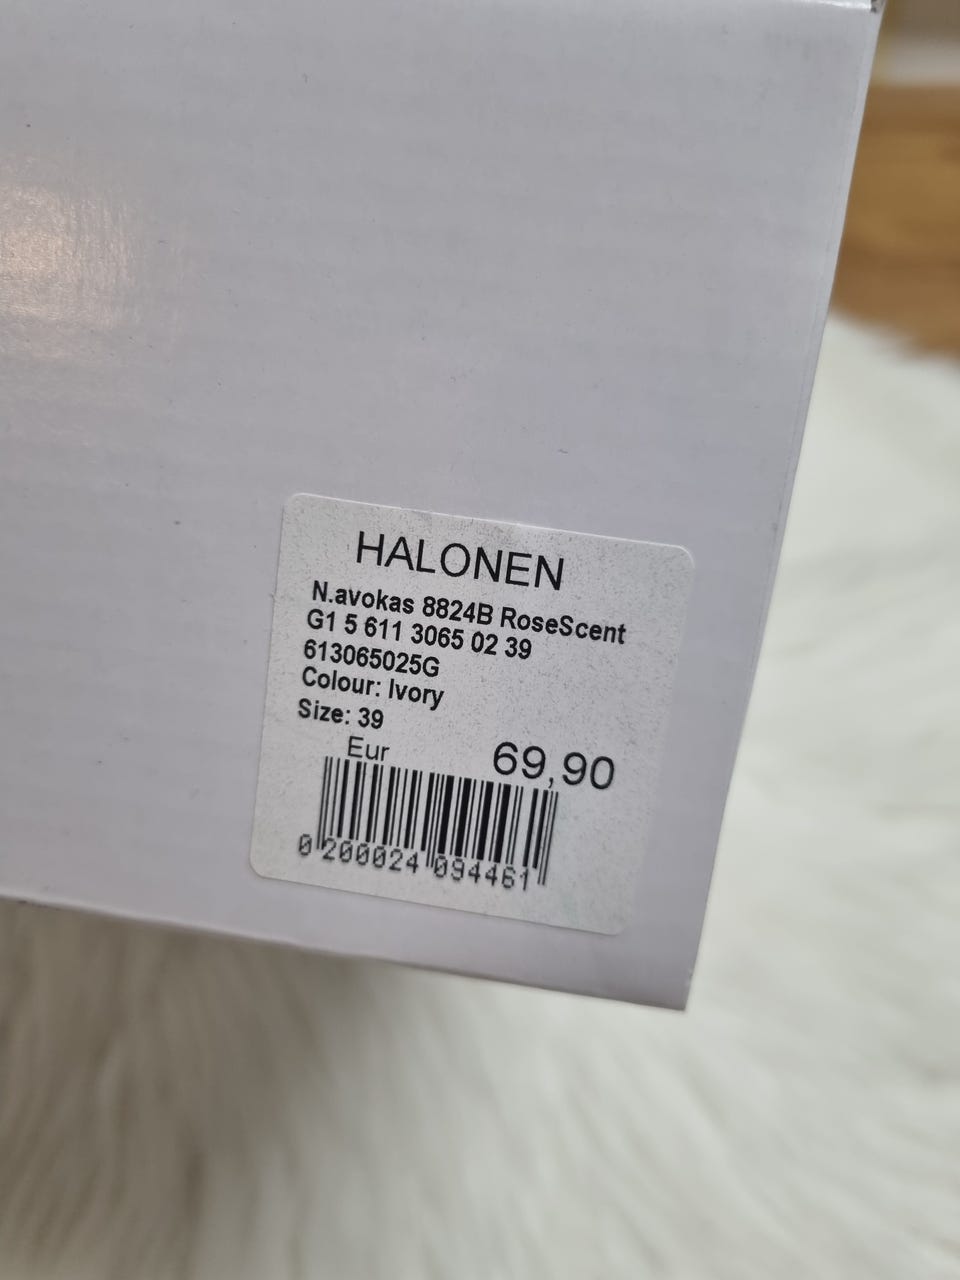 HALONEN
N.avokas 8824B RoseScent
G1 5 611 3065 02 39
613065025G
Colour: Ivory
Size: 39
Eur 69,90
0 200024 094461